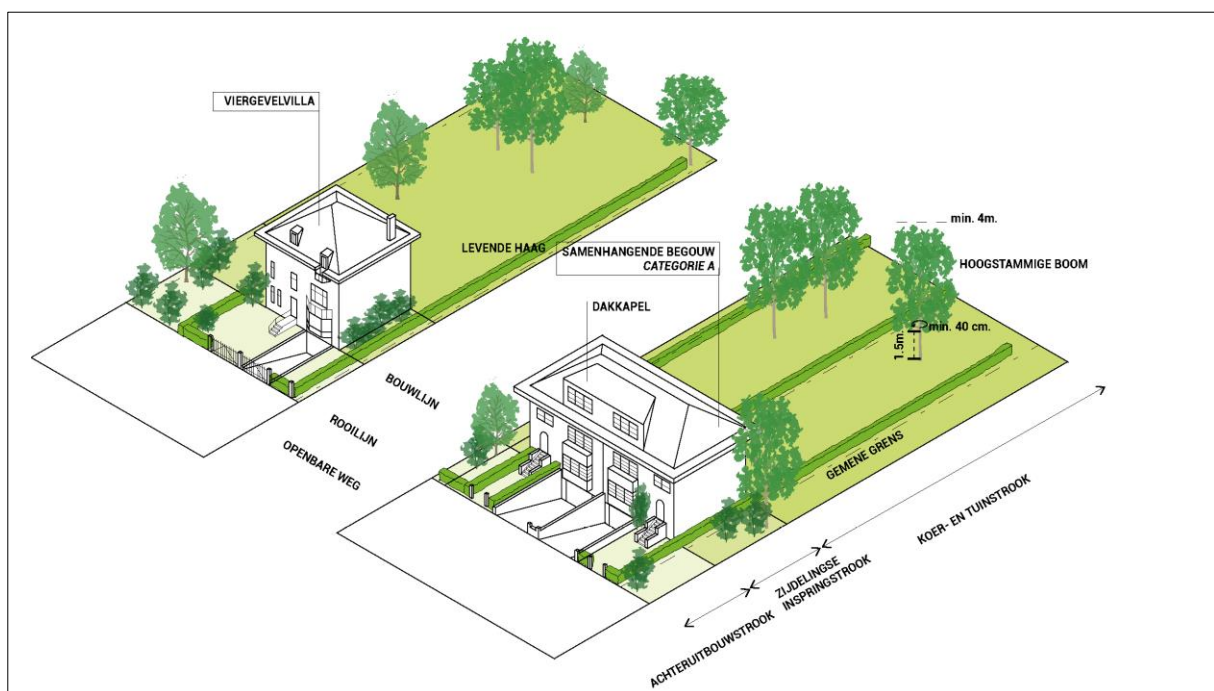 VIERGEVELVILLA
LEVENDE HAAG
SAMENHANGENDE BEGOUW
CATEGORIE A
DAKKAPEL
min. 4m.
HOOGSTAMMIGE BOOM
min. 40 cm.
1.5m
BOUWLIJN
ROOILIJN
OPENBARE WEG
GEMENE GRENS
KOER- EN TUINSTROOK
ZIJDELINGSE
INSPRINGSTROOK
ACHTERUITBOUWSTROOK